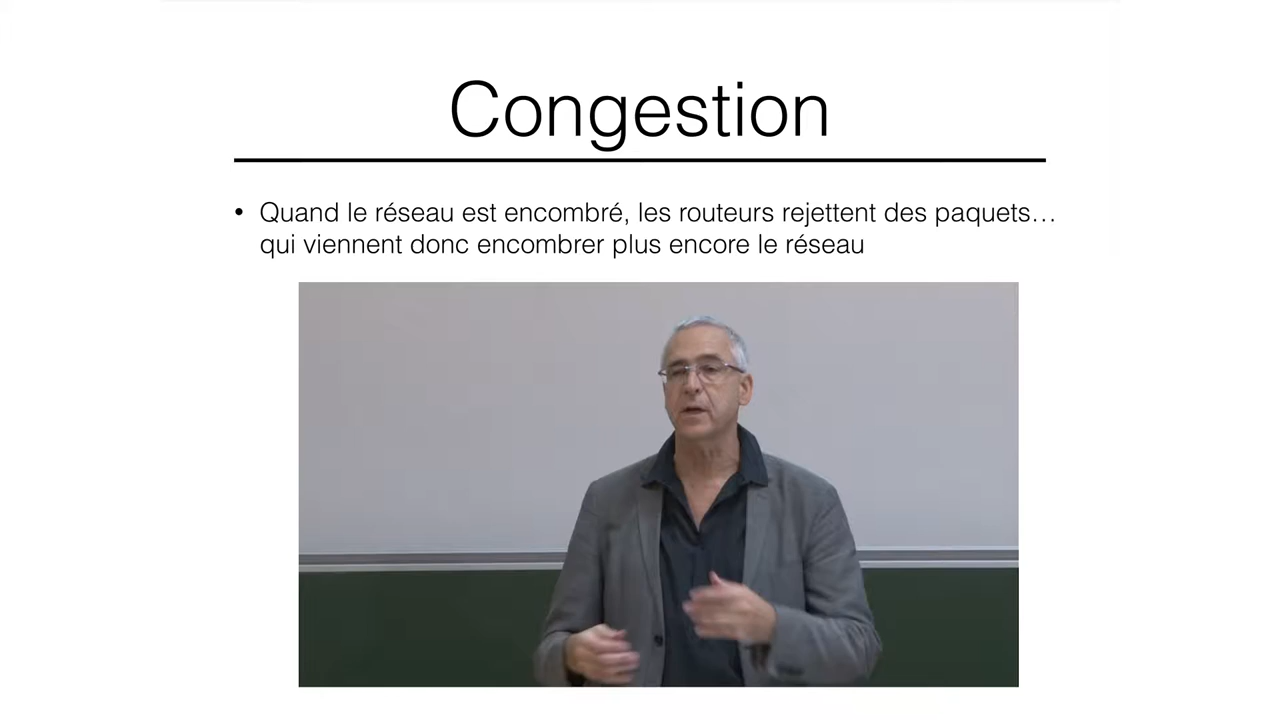 Congestion
• Quand le réseau est encombré, les routeurs rejettent des paquets…
qui viennent donc encombrer plus encore le réseau